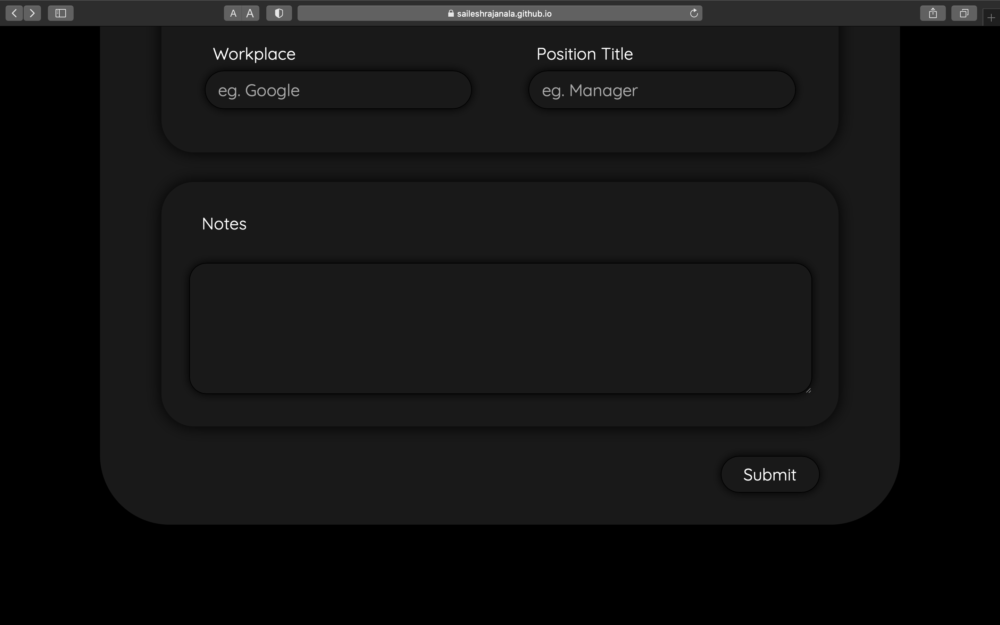 A A saileshrajanala.github.io
Workplace Position Title
eg. Google eg. Manager
Notes
Submit